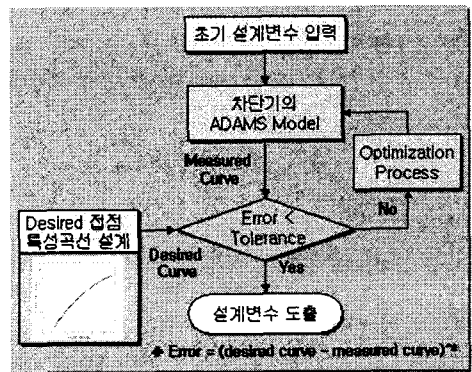 초기 설계변수 입력
차단기의
ADAMS Model
Measured
Curve
Optimization
Process
No
Error <
Tolerance
Desired 접점
특성곡선 설계
Desired
Curve
Yes
설계변수 도출
Error = (desired curve - measured curve)^